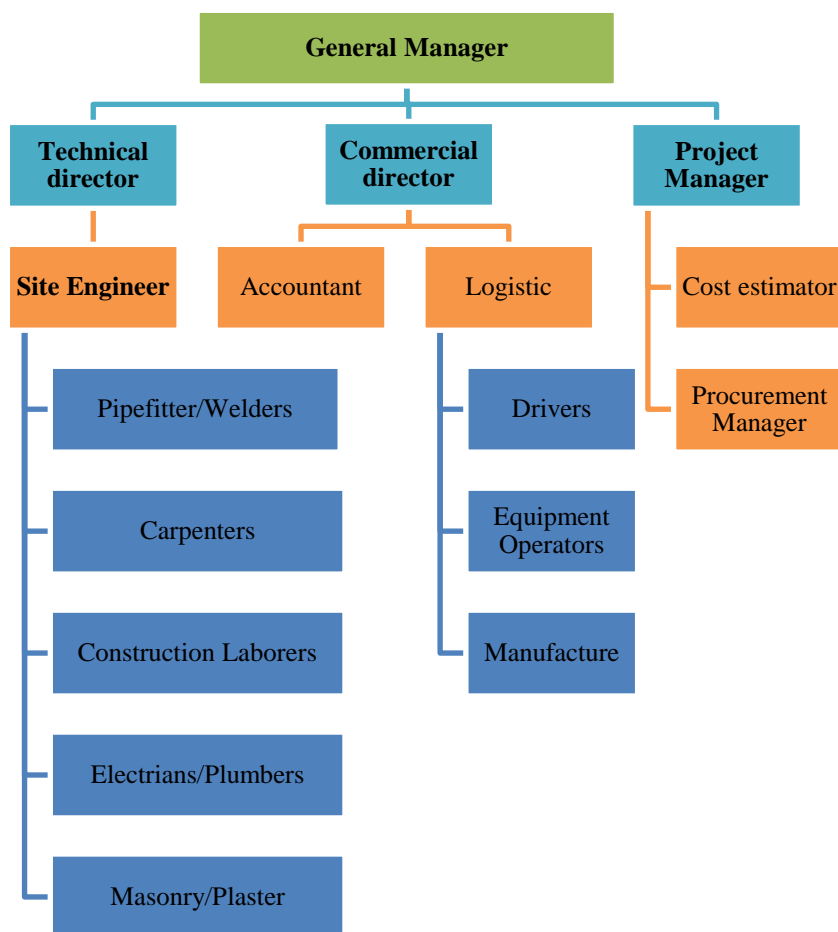 General Manager
Technical
director
Commercial
director
Project
Manager
Site Engineer
Accountant
Logistic
Cost estimator
Pipefitter/Welders
Drivers
Procurement
Manager
Carpenters
Equipment
Operators
Construction Laborers
Manufacture
Electrians/Plumbers
Masonry/Plaster